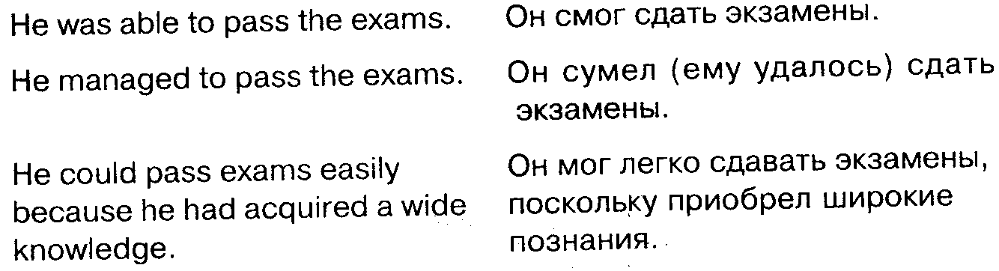 He was able to pass the exams.
Он смог сдать экзамены.
He managed to pass the exams.
Он сумел (ему удалось) сдать
экзамены.
He could pass exams easily
because he had acquired a wide
knowledge.
Он мог легко сдавать экзамены,
поскольку приобрел широкие
познания.